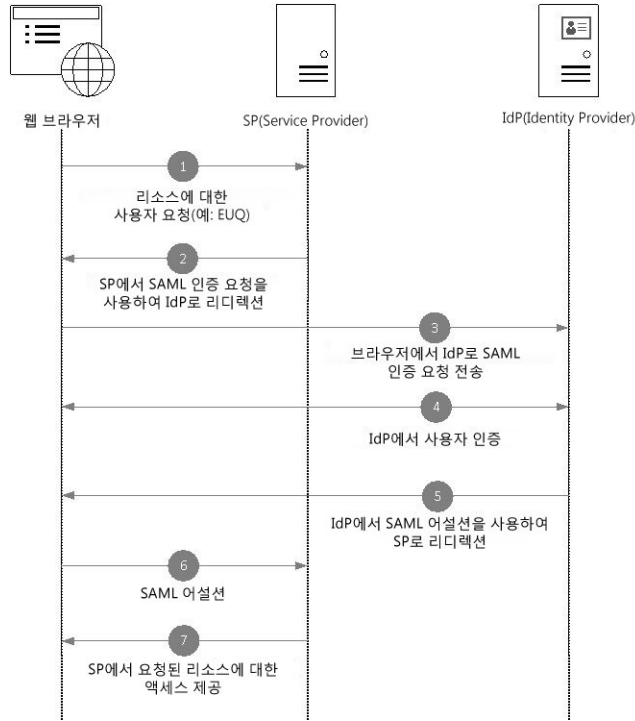 웹 브라우저
SP(Service Provider)
IdP(Identity Provider)
1
리소스에 대한
사용자 요청(예: EUQ)
2
SP에서 SAML 인증 요청을
사용하여 IdP로 리디렉션
3
브라우저에서 IdP로 SAML
인증 요청 전송
4
IdP에서 사용자 인증
5
IdP에서 SAML 어설션을 사용하여
SP로 리디렉션
6
SAML 어설션
7
SP에서 요청된 리소스에 대한
액세스 제공